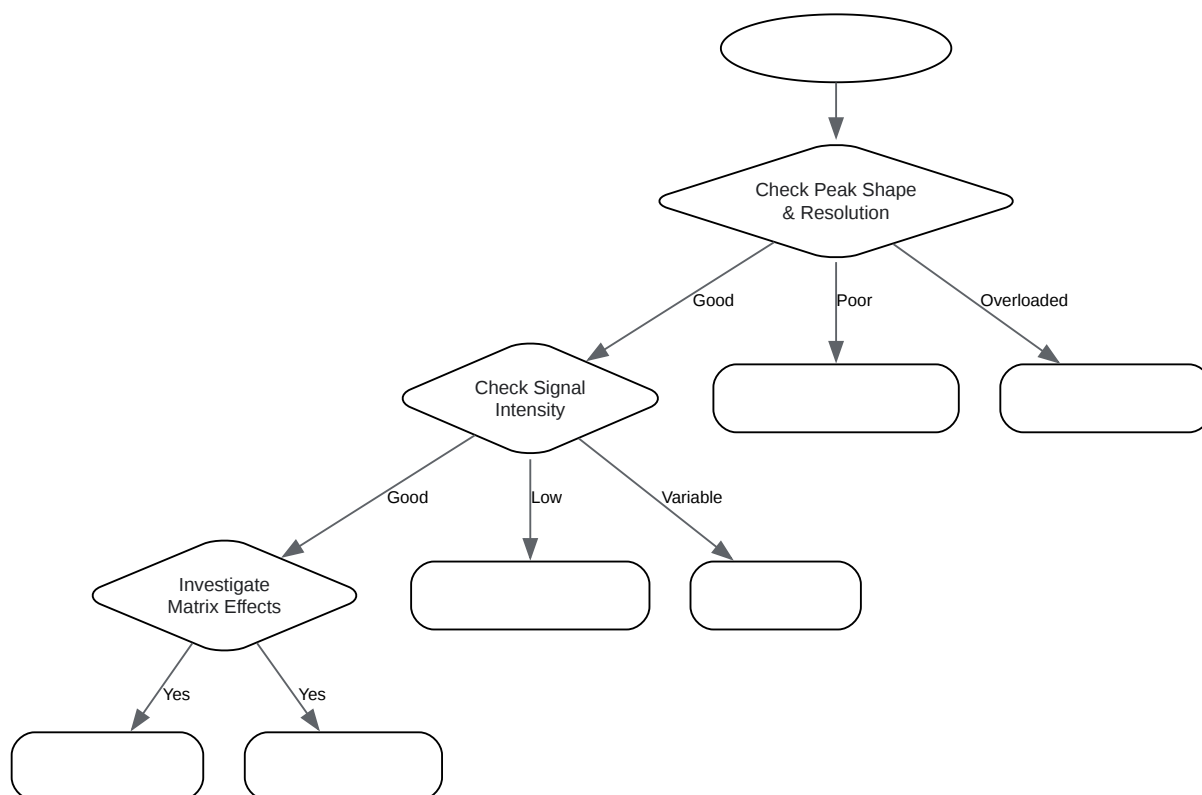 Check Peak Shape
& Resolution
Good
Poor
Overloaded
Check Signal
Intensity
Good
Low
Variable
Investigate
Matrix Effects
Yes
Yes